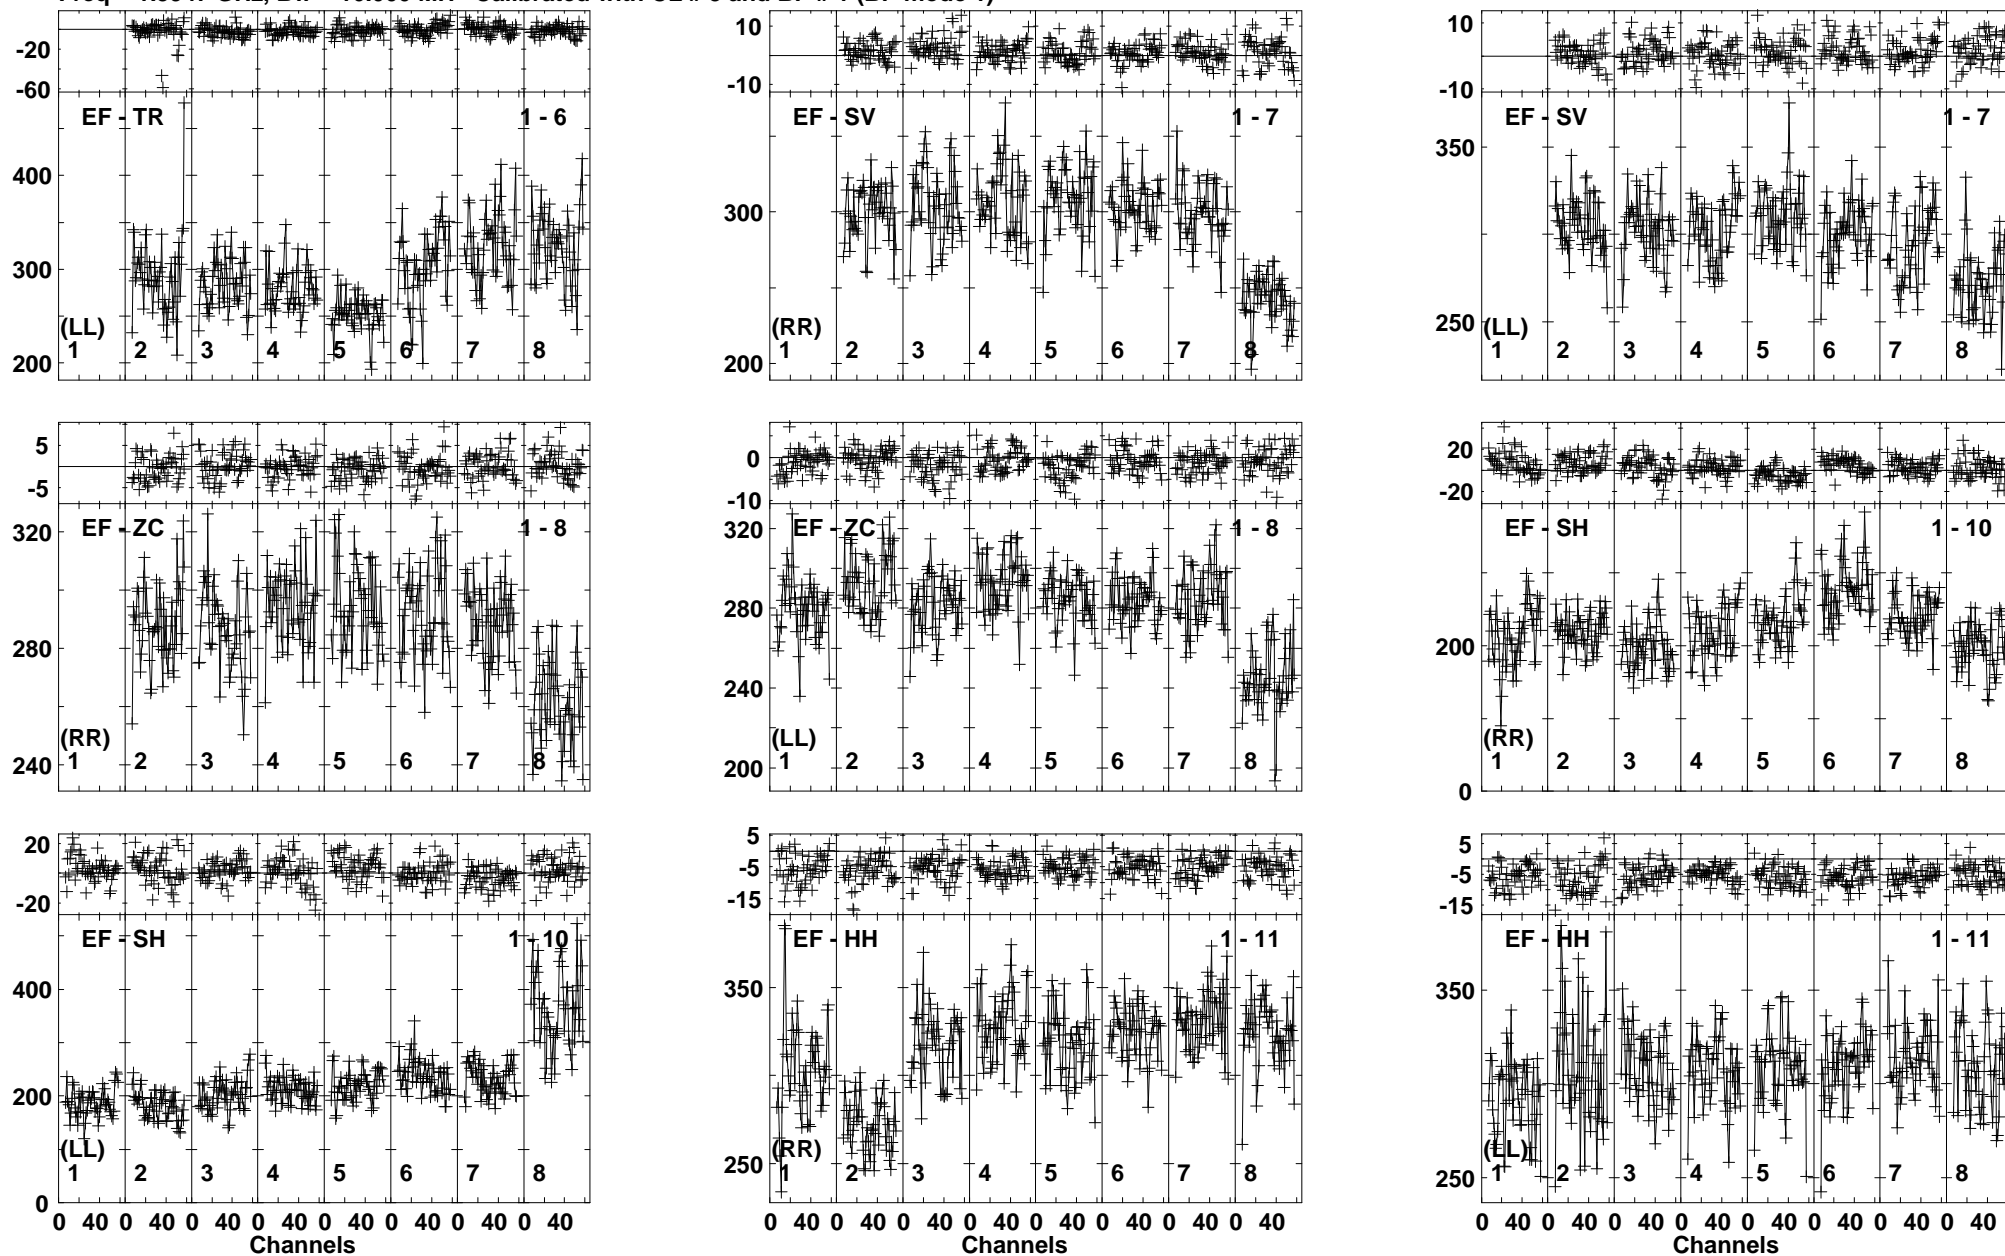 10 10
-20 -60 -10 -10
EF - TR 1 - 6 EF - SV 1 - 7 EF - SV 1 - 7
400 300 200
300 200
350 250
(LL) (RR) (LL)
1 2 3 4 5 6 7 8 1 2 3 4 5 6 7 8 1 2 3 4 5 6 7 8
5 -5 0 -10 20 -20
EF - ZC 1 - 8 EF - ZC 1 - 8 EF - SH 1 - 10
320 280 240
320 280 240 200
200 0
(RR) (LL) (RR)
1 2 3 4 5 6 7 8 1 2 3 4 5 6 7 8 1 2 3 4 5 6 7 8
20 -20 5 -5 -15 5 -5 -15
EF - SH 1 - 10 EF - HH 1 - 11 EF - HH 1 - 11
400 200 0
350 250
350 250
(LL) (RR) (LL)
1 2 3 4 5 6 7 8 1 2 3 4 5 6 7 8 1 2 3 4 5 6 7 8
0 40 0 40 0 40 0 40 0 40 0 40 0 40 0 40 0 40 0 40 0 40 0 40 0 40 0 40 0 40 0 40 0 40 0 40 0 40 0 40 0 40 0 40 0 40 0 40
Channels Channels